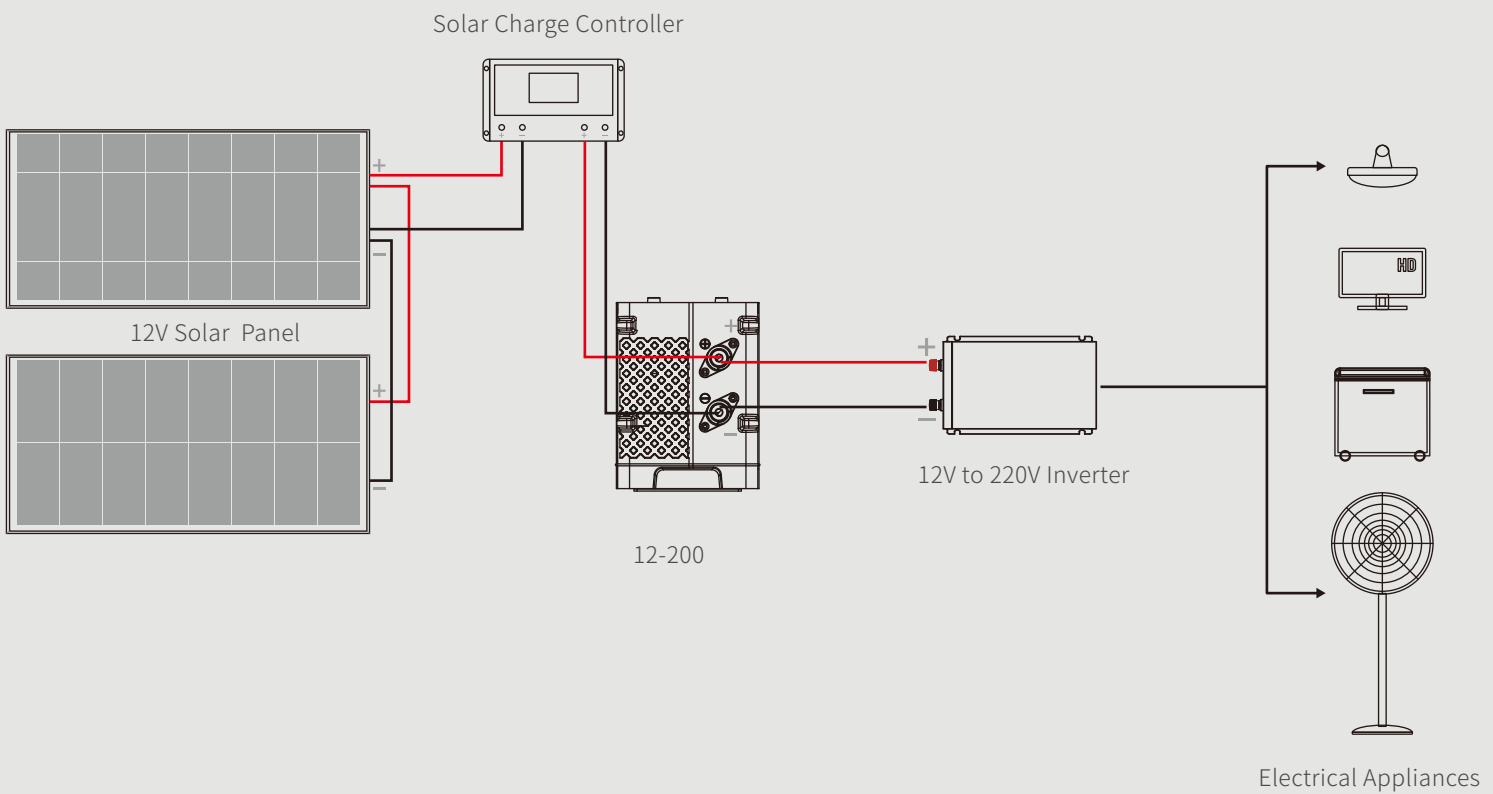 Solar Charge Controller
+ − + −
+
−
12V Solar Panel
+
−
+
−
HD
+
−
12V to 220V Inverter
12-200
Electrical Appliances